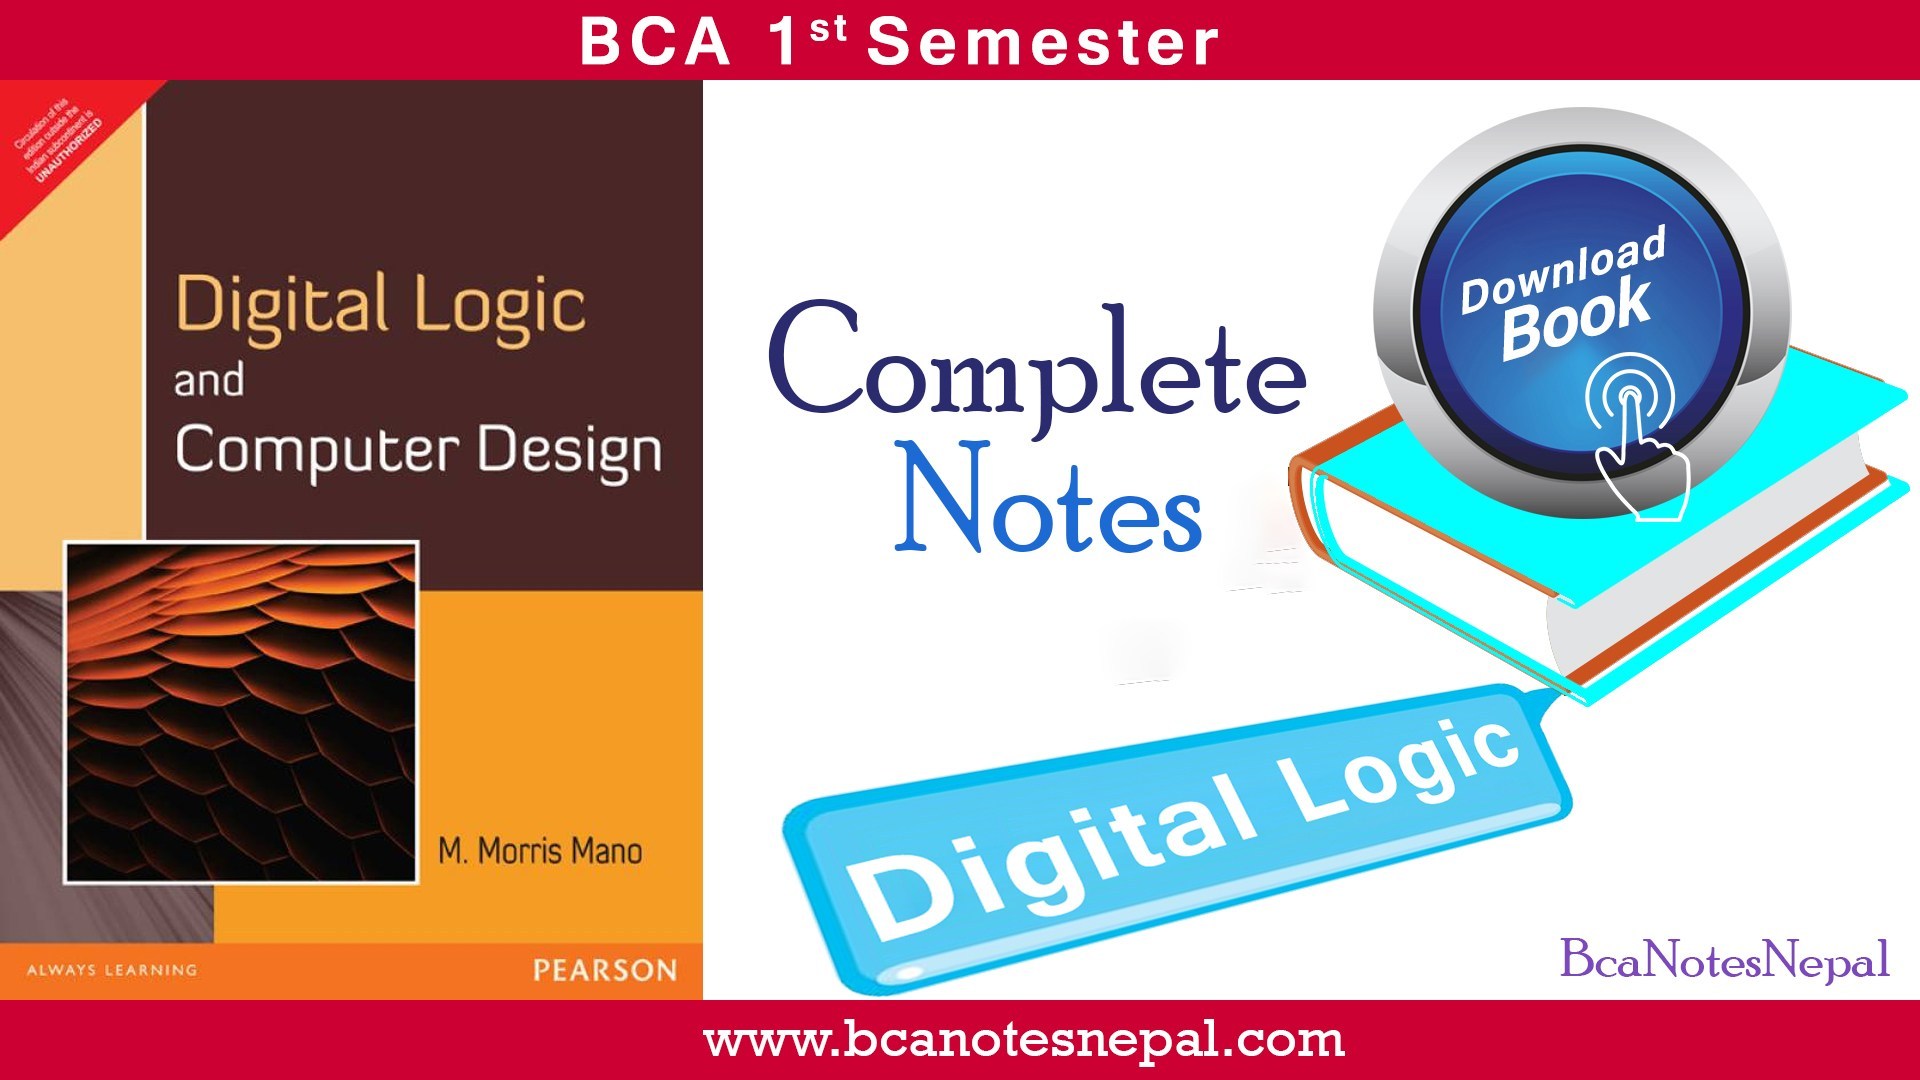 BCA 1st Semester
Circulation of this
edition outside the
Indian subcontinent is
UNAUTHORIZED
Digital Logic
and
Computer Design
M. Morris Mano
ALWAYS LEARNING
PEARSON
Complete
Notes
Download
Book
Digital Logic
BcaNotesNepal
www.bcanotesnepal.com